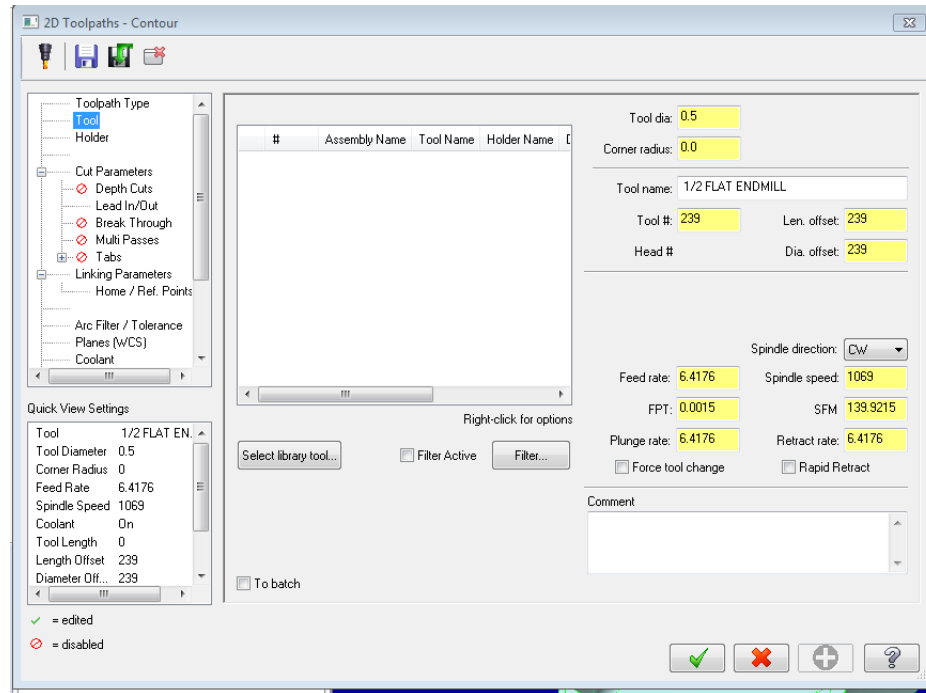 2D Toolpaths - Contour
Toolpath Type
Tool
Holder
Cut Parameters
Depth Cuts
Lead In/Out
Break Through
Multi Passes
Tabs
Linking Parameters
Home / Ref. Points
Arc Filter / Tolerance
Planes (WCS)
Coolant
Quick View Settings
Tool 1/2 FLAT EN.
Tool Diameter 0.5
Corner Radius 0
Feed Rate 6.4176
Spindle Speed 1069
Coolant On
Tool Length 0
Length Offset 239
Diameter Off... 239
✓ = edited
⊘ = disabled
# Assembly Name Tool Name Holder Name D
Right-click for options
Select library tool... Filter Active Filter...
To batch
Tool dia: 0.5
Corner radius: 0.0
Tool name: 1/2 FLAT ENDMILL
Tool #: 239 Len. offset: 239
Head # Dia. offset: 239
Spindle direction: CW
Feed rate: 6.4176 Spindle speed: 1069
FPT: 0.0015 SFM 139.9215
Plunge rate: 6.4176 Retract rate: 6.4176
Force tool change Rapid Retract
Comment